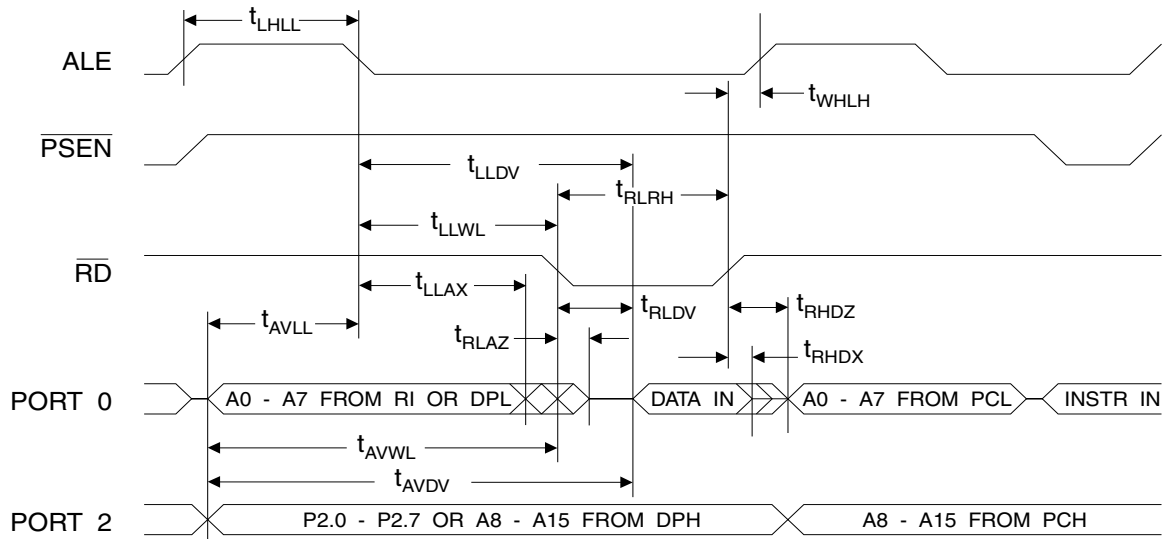 tLHLL
ALE
tWHLH
PSEN
tLLDV
tRLRH
tLLWL
RD
tLLAX
tRLDV
tRHDZ
tAVLL
tRLAZ
tRHDX
PORT 0
A0 - A7 FROM RI OR DPL
DATA IN
A0 - A7 FROM PCL
INSTR IN
tAVWL
tAVDV
PORT 2
P2.0 - P2.7 OR A8 - A15 FROM DPH
A8 - A15 FROM PCH